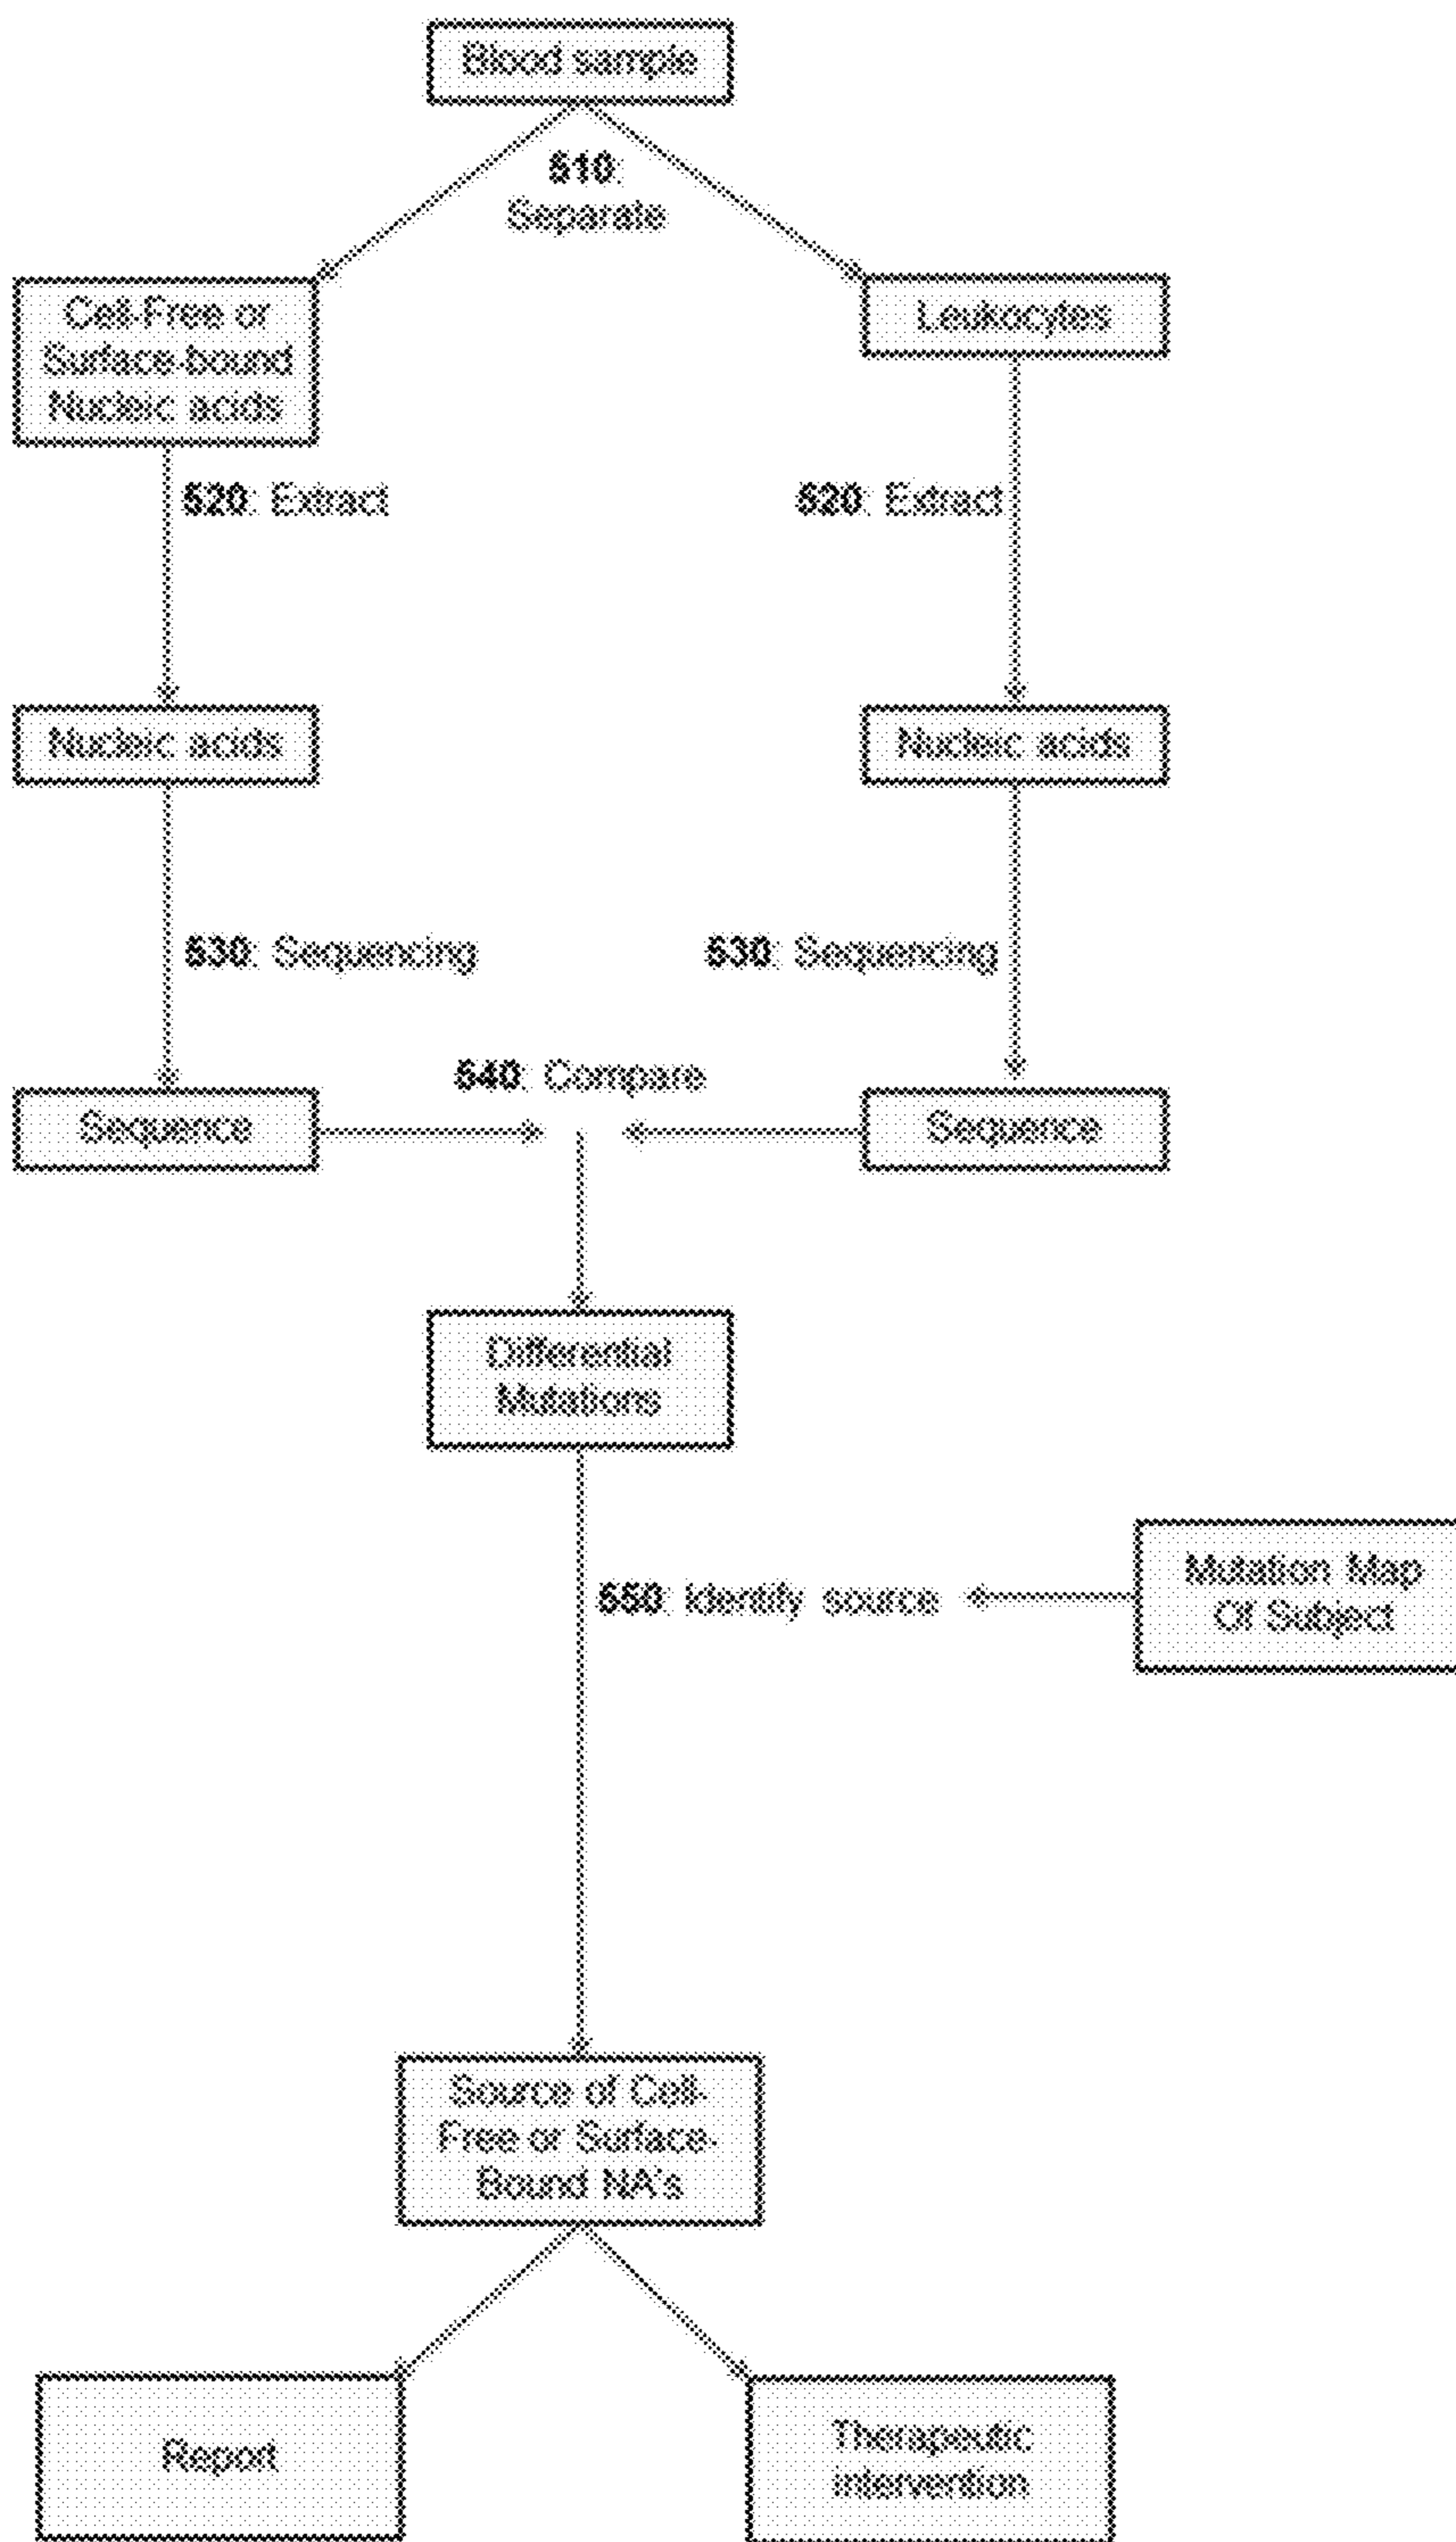 Blood sample
510:
Separate
Cell-Free or
Surface-bound
Nucleic acids
Leukocytes
520: Extract
520: Extract
Nucleic acids
Nucleic acids
530: Sequencing
530: Sequencing
540: Compare
Sequence
Sequence
Differential
Mutations
550: Identify source
Mutation Map
Of Subject
Source of Cell-
Free or Surface-
Bound NA's
Report
Therapeutic
intervention